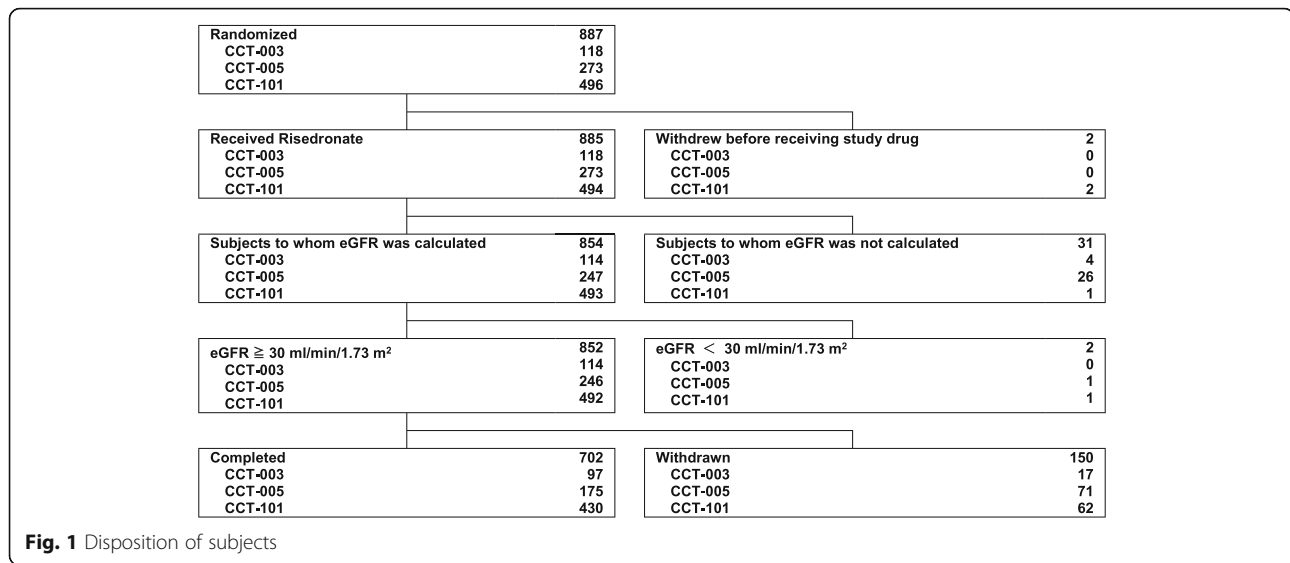 Randomized 887
CCT-003 118
CCT-005 273
CCT-101 496
Received Risedronate 885
CCT-003 118
CCT-005 273
CCT-101 494
Withdrew before receiving study drug 2
CCT-003 0
CCT-005 0
CCT-101 2
Subjects to whom eGFR was calculated 854
CCT-003 114
CCT-005 247
CCT-101 493
Subjects to whom eGFR was not calculated 31
CCT-003 4
CCT-005 26
CCT-101 1
eGFR ≧ 30 ml/min/1.73 m² 852
CCT-003 114
CCT-005 246
CCT-101 492
eGFR < 30 ml/min/1.73 m² 2
CCT-003 0
CCT-005 1
CCT-101 1
Completed 702
CCT-003 97
CCT-005 175
CCT-101 430
Withdrawn 150
CCT-003 17
CCT-005 71
CCT-101 62
Fig. 1 Disposition of subjects